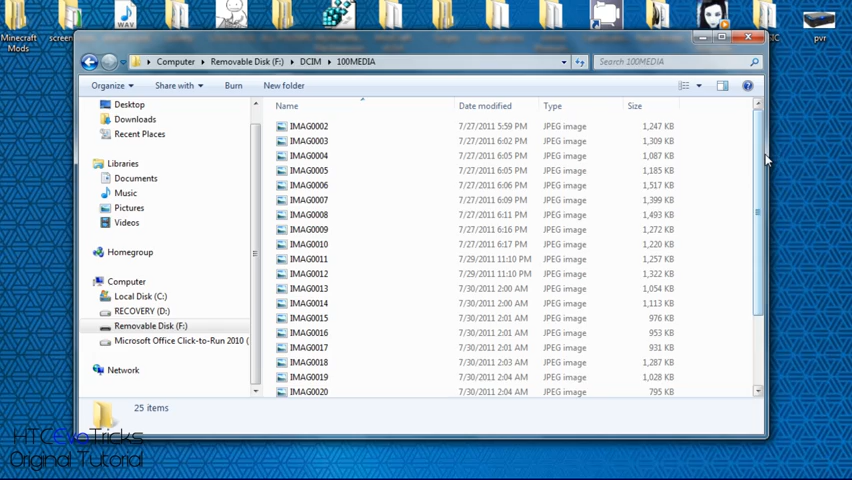 Minecraft Mods
screen
WAV
pvr
Computer ▸ Removable Disk (F:) ▸ DCIM ▸ 100MEDIA
Search 100MEDIA
Organize Share with Burn New folder
Name Date modified Type Size
Desktop
Downloads
Recent Places
Libraries
Documents
Music
Pictures
Videos
Homegroup
Computer
Local Disk (C:)
RECOVERY (D:)
Removable Disk (F:)
Microsoft Office Click-to-Run 2010 (
Network
IMAG0002 7/27/2011 5:59 PM JPEG image 1,247 KB
IMAG0003 7/27/2011 6:02 PM JPEG image 1,309 KB
IMAG0004 7/27/2011 6:05 PM JPEG image 1,087 KB
IMAG0005 7/27/2011 6:05 PM JPEG image 1,185 KB
IMAG0006 7/27/2011 6:06 PM JPEG image 1,517 KB
IMAG0007 7/27/2011 6:09 PM JPEG image 1,399 KB
IMAG0008 7/27/2011 6:11 PM JPEG image 1,493 KB
IMAG0009 7/27/2011 6:16 PM JPEG image 1,272 KB
IMAG0010 7/27/2011 6:17 PM JPEG image 1,220 KB
IMAG0011 7/29/2011 11:10 PM JPEG image 1,257 KB
IMAG0012 7/29/2011 11:10 PM JPEG image 1,322 KB
IMAG0013 7/30/2011 2:00 AM JPEG image 1,054 KB
IMAG0014 7/30/2011 2:00 AM JPEG image 1,113 KB
IMAG0015 7/30/2011 2:01 AM JPEG image 976 KB
IMAG0016 7/30/2011 2:01 AM JPEG image 953 KB
IMAG0017 7/30/2011 2:01 AM JPEG image 931 KB
IMAG0018 7/30/2011 2:03 AM JPEG image 1,287 KB
IMAG0019 7/30/2011 2:04 AM JPEG image 1,028 KB
IMAG0020 7/30/2011 2:04 AM JPEG image 795 KB
25 items
HTCEvoTricks
Original Tutorial